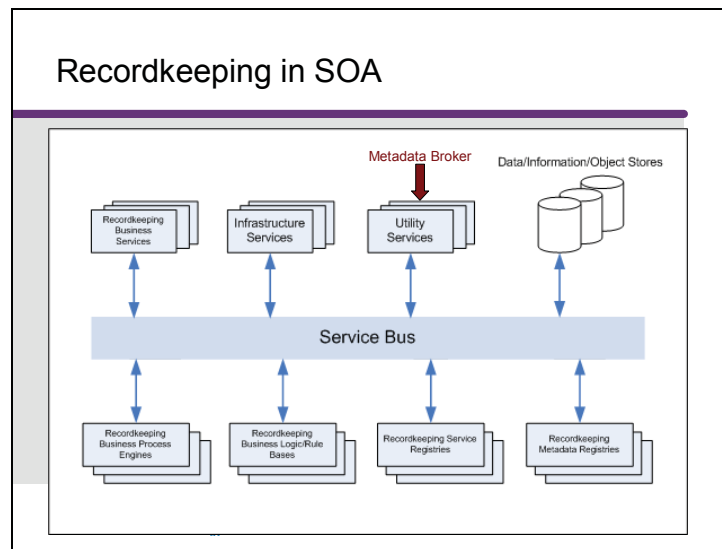 Recordkeeping in SOA
Metadata Broker
Data/Information/Object Stores
Recordkeeping
Business
Services
Infrastructure
Services
Utility
Services
Service Bus
Recordkeeping
Business Process
Engines
Recordkeeping
Business Logic/Rule
Bases
Recordkeeping Service
Registries
Recordkeeping
Metadata Registries